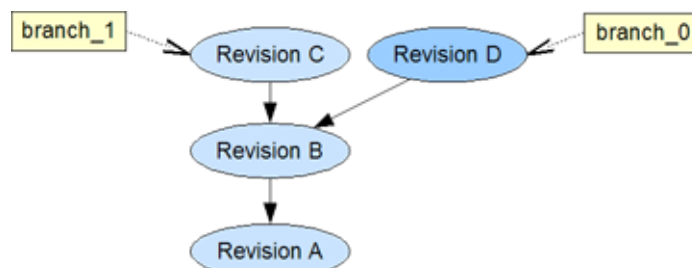 branch_1
Revision C
Revision D
branch_0
Revision B
Revision A